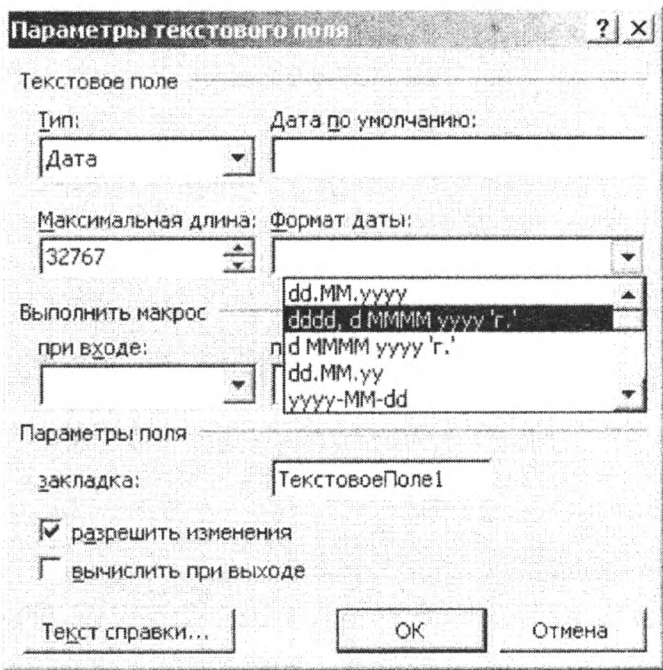 Параметры текстового поля ? ×
Текстовое поле
Тип: Дата по умолчанию:
Дата
Максимальная длина: Формат даты:
32767
dd.MM.yyyy
Выполнить макрос dddd, d MMMM yyyy 'г.'
при входе: п d MMMM yyyy 'г.'
dd.MM.yy
yyyy-MM-dd
Параметры поля
закладка: ТекстовоеПоле1
разрешить изменения
вычислить при выходе
Текст справки... ОК Отмена